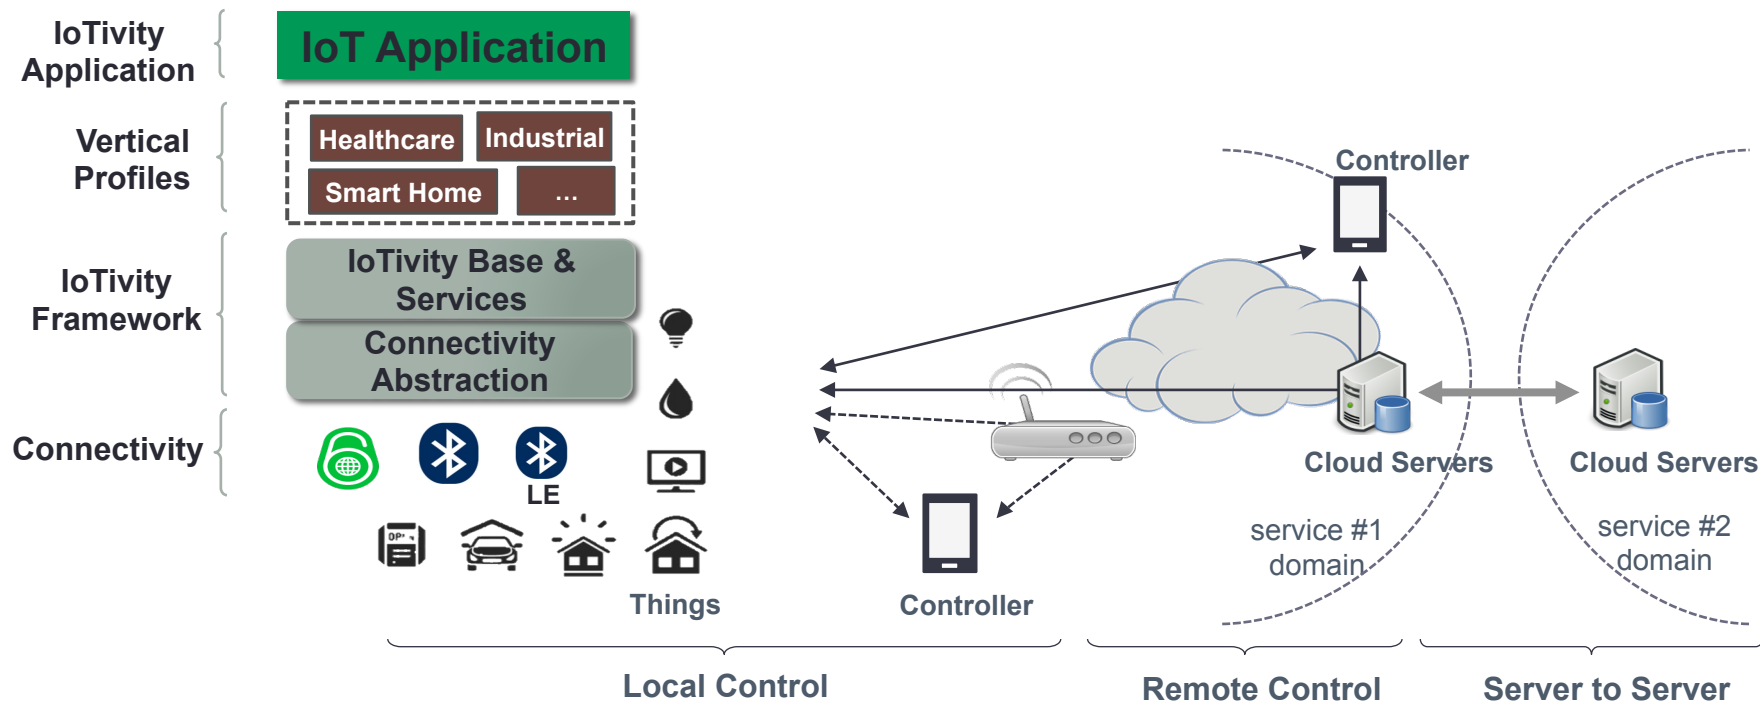 IoTivity
Application
IoT Application
Vertical
Profiles
Healthcare
Industrial
Smart Home
...
IoTivity
Framework
IoTivity Base &
Services
Connectivity
Abstraction
Connectivity
LE
Things
Controller
Controller
Cloud Servers
Cloud Servers
service #1
domain
service #2
domain
Local Control
Remote Control
Server to Server